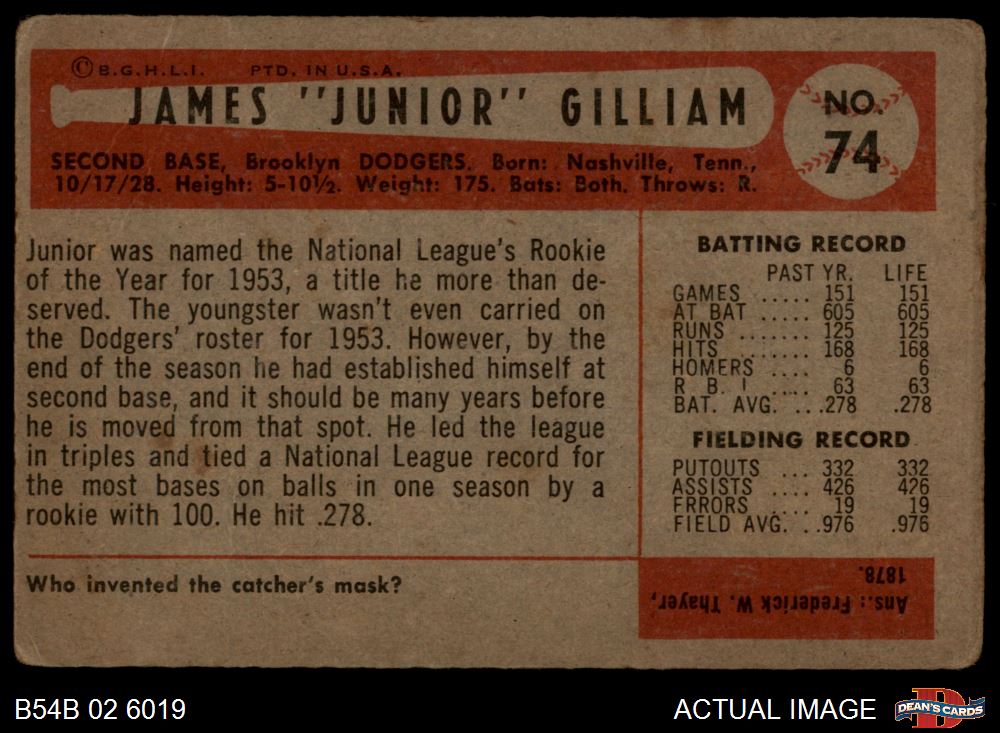 ©B.G.H.L.I. PTD. IN U.S.A.
JAMES "JUNIOR" GILLIAM
NO.
74
SECOND BASE, Brooklyn DODGERS. Born: Nashville, Tenn.,
10/17/28. Height: 5-10½. Weight: 175. Bats: Both. Throws: R.
Junior was named the National League's Rookie
of the Year for 1953, a title he more than de-
served. The youngster wasn't even carried on
the Dodgers' roster for 1953. However, by the
end of the season he had established himself at
second base, and it should be many years before
he is moved from that spot. He led the league
in triples and tied a National League record for
the most bases on balls in one season by a
rookie with 100. He hit .278.
BATTING RECORD
PAST YR. LIFE
GAMES ..... 151 151
AT BAT ..... 605 605
RUNS ....... 125 125
HITS ....... 168 168
HOMERS .... 6 6
R. B. I ..... 63 63
BAT. AVG. ...278 .278
FIELDING RECORD
PUTOUTS ... 332 332
ASSISTS .... 426 426
ERRORS .... 19 19
FIELD AVG. ..976 .976
Who invented the catcher's mask?
Ans.: Frederick W. Thayer,
1878.
B54B 02 6019
ACTUAL IMAGE
D
DEAN'S CARDS